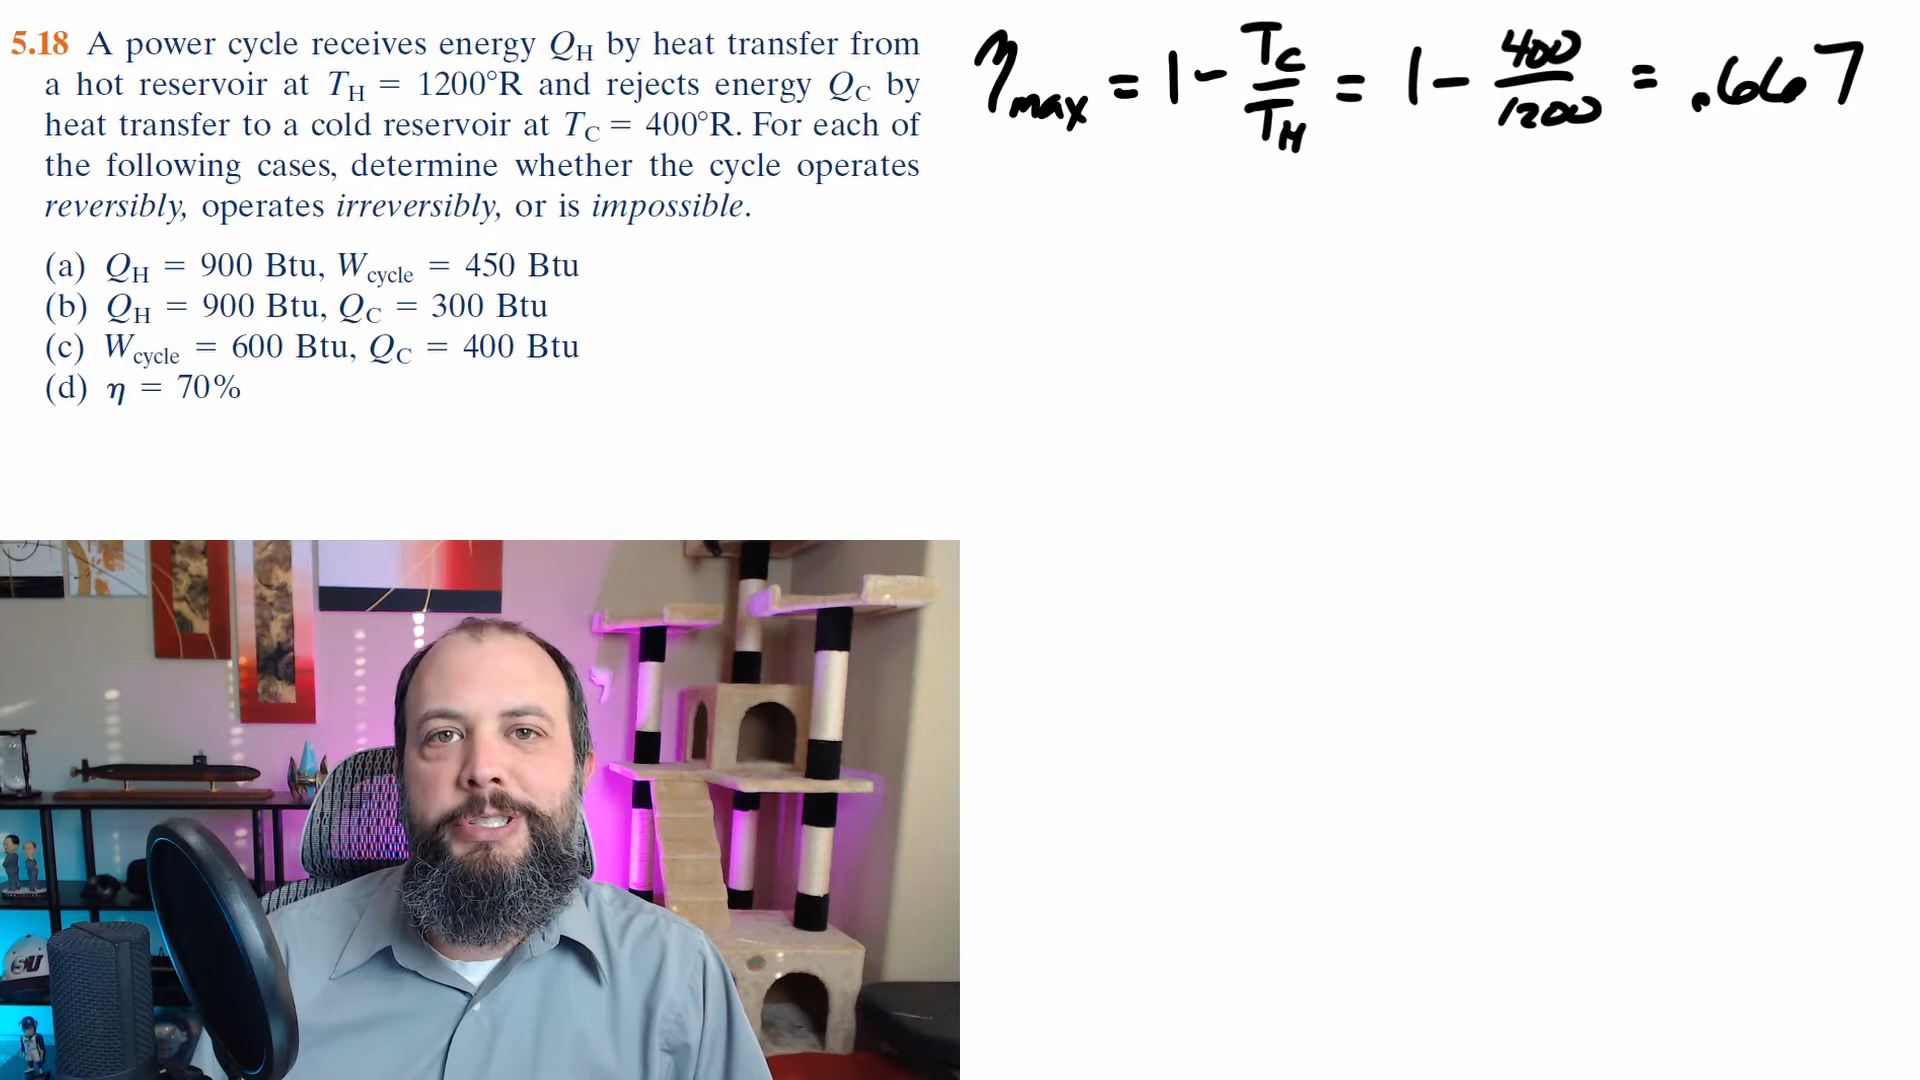 5.18 A power cycle receives energy Q_H by heat transfer from
a hot reservoir at T_H = 1200°R and rejects energy Q_C by
heat transfer to a cold reservoir at T_C = 400°R. For each of
the following cases, determine whether the cycle operates
reversibly, operates irreversibly, or is impossible.
(a) Q_H = 900 Btu, W_cycle = 450 Btu
(b) Q_H = 900 Btu, Q_C = 300 Btu
(c) W_cycle = 600 Btu, Q_C = 400 Btu
(d) η = 70%
η_max = 1 - T_C/T_H = 1 - 400/1200 = .667
SU